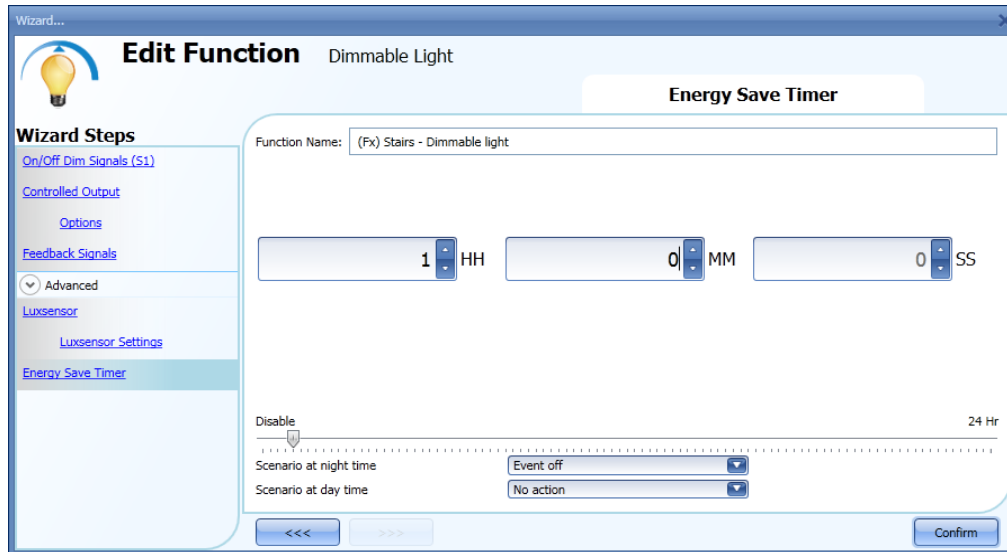 Wizard...
Edit Function Dimmable Light
Energy Save Timer
Wizard Steps
On/Off Dim Signals (S1)
Controlled Output
Options
Feedback Signals
Advanced
Luxsensor
Luxsensor Settings
Energy Save Timer
Function Name: (Fx) Stairs - Dimmable light
1 HH 0 MM 0 SS
Disable 24 Hr
Scenario at night time Event off
Scenario at day time No action
<<< >>> Confirm